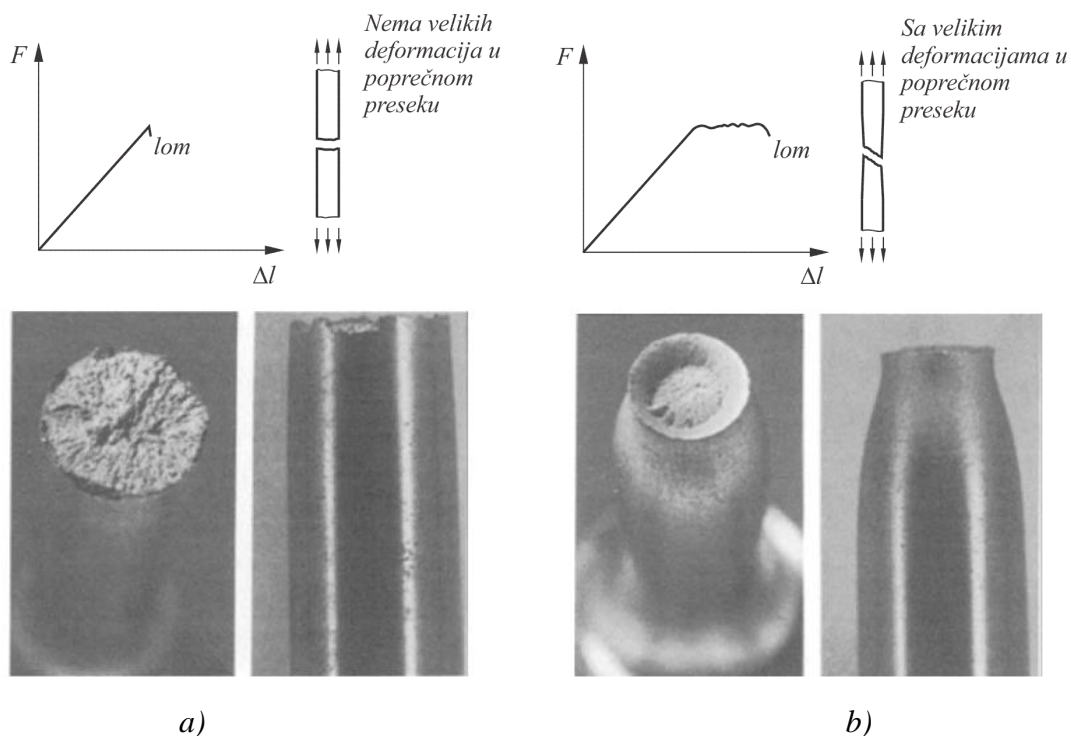 F
lom
Δl
Nema velikih
deformacija u
poprečnom
preseku
F
lom
Δl
Sa velikim
deformacijama u
poprečnom
preseku
a)
b)